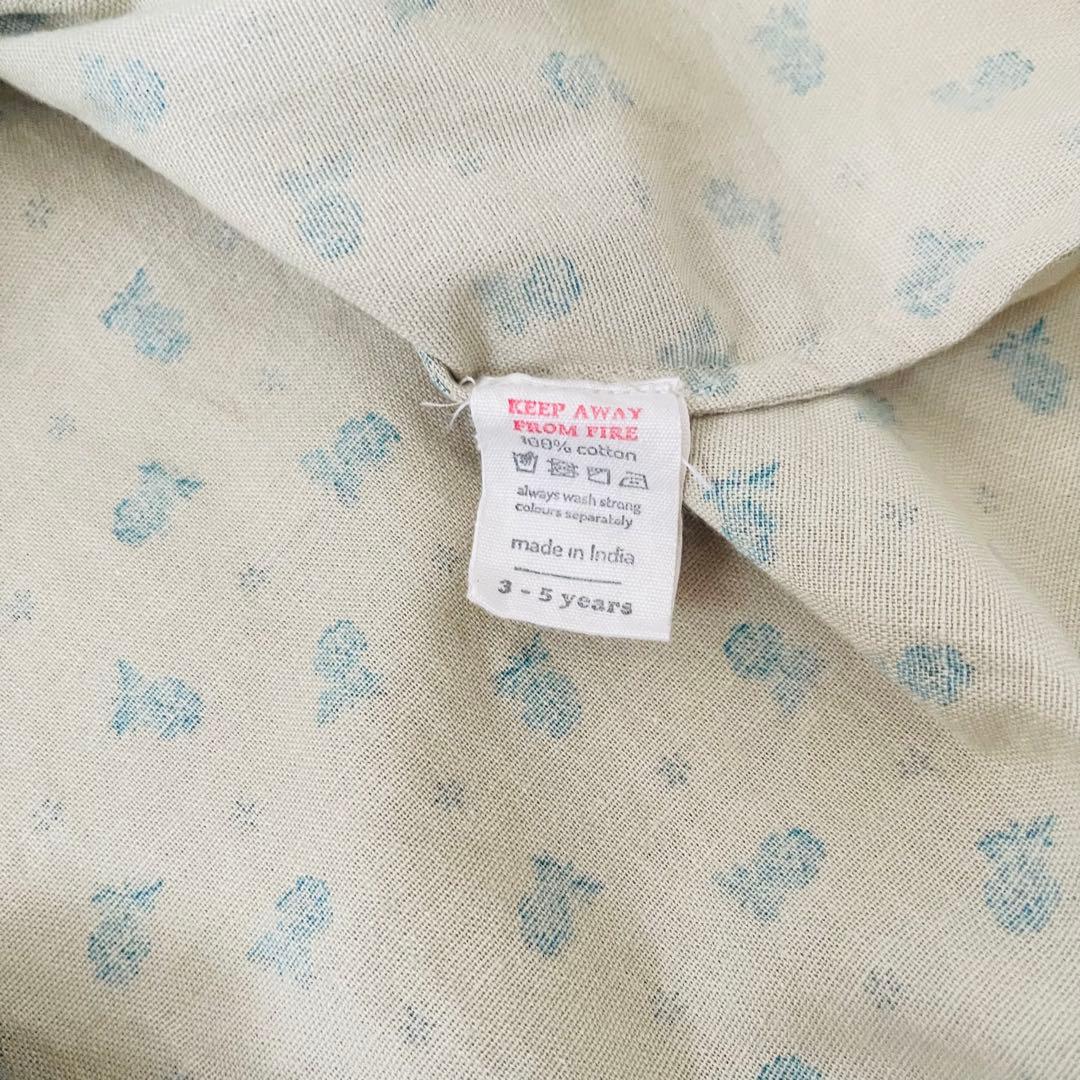 KEEP AWAY
FROM FIRE
100% cotton
always wash strong
colours separately
made in India
3 - 5 years